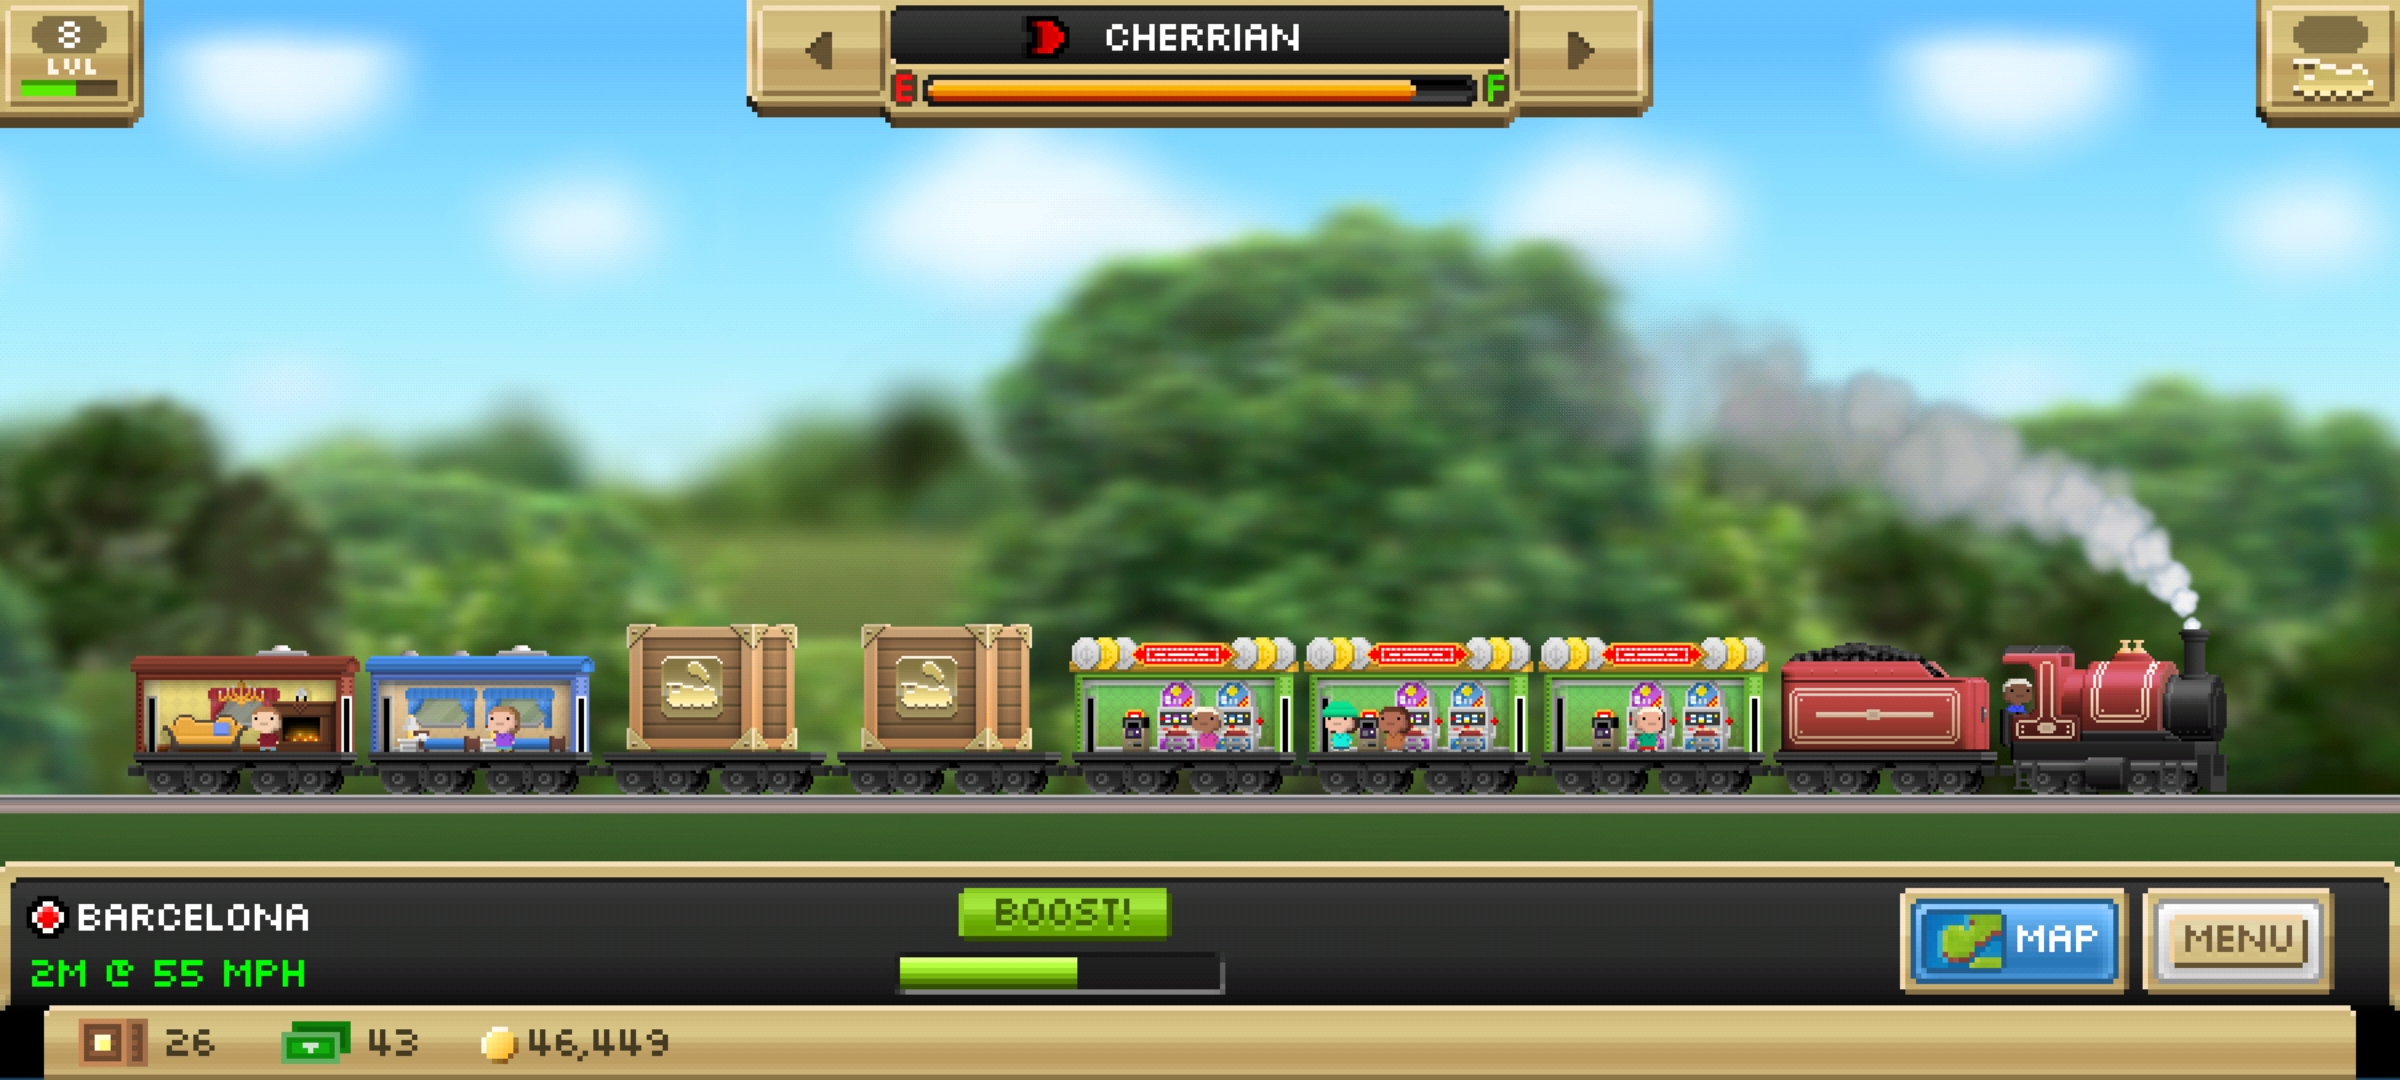 8
LVL
CHERRIAN
E F
BARCELONA
2M @ 55 MPH
BOOST!
MAP
MENU
26
43
46,449